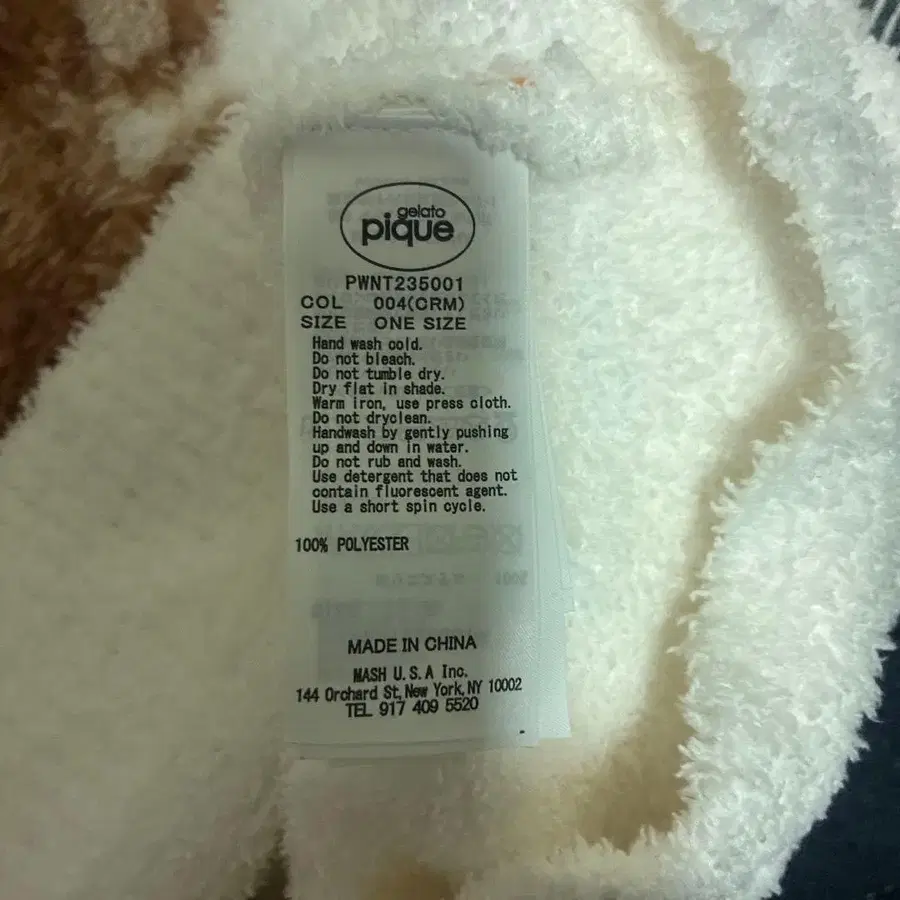 gelato
pique
PWNT235001
COL 004(CRM)
SIZE ONE SIZE
Hand wash cold.
Do not bleach.
Do not tumble dry.
Dry flat in shade.
Warm iron, use press cloth.
Do not dryclean.
Handwash by gently pushing
up and down in water.
Do not rub and wash.
Use detergent that does not
contain fluorescent agent.
Use a short spin cycle.
100% POLYESTER
MADE IN CHINA
MASH U.S.A Inc.
144 Orchard St, New York, NY 10002
TEL 917 409 5520